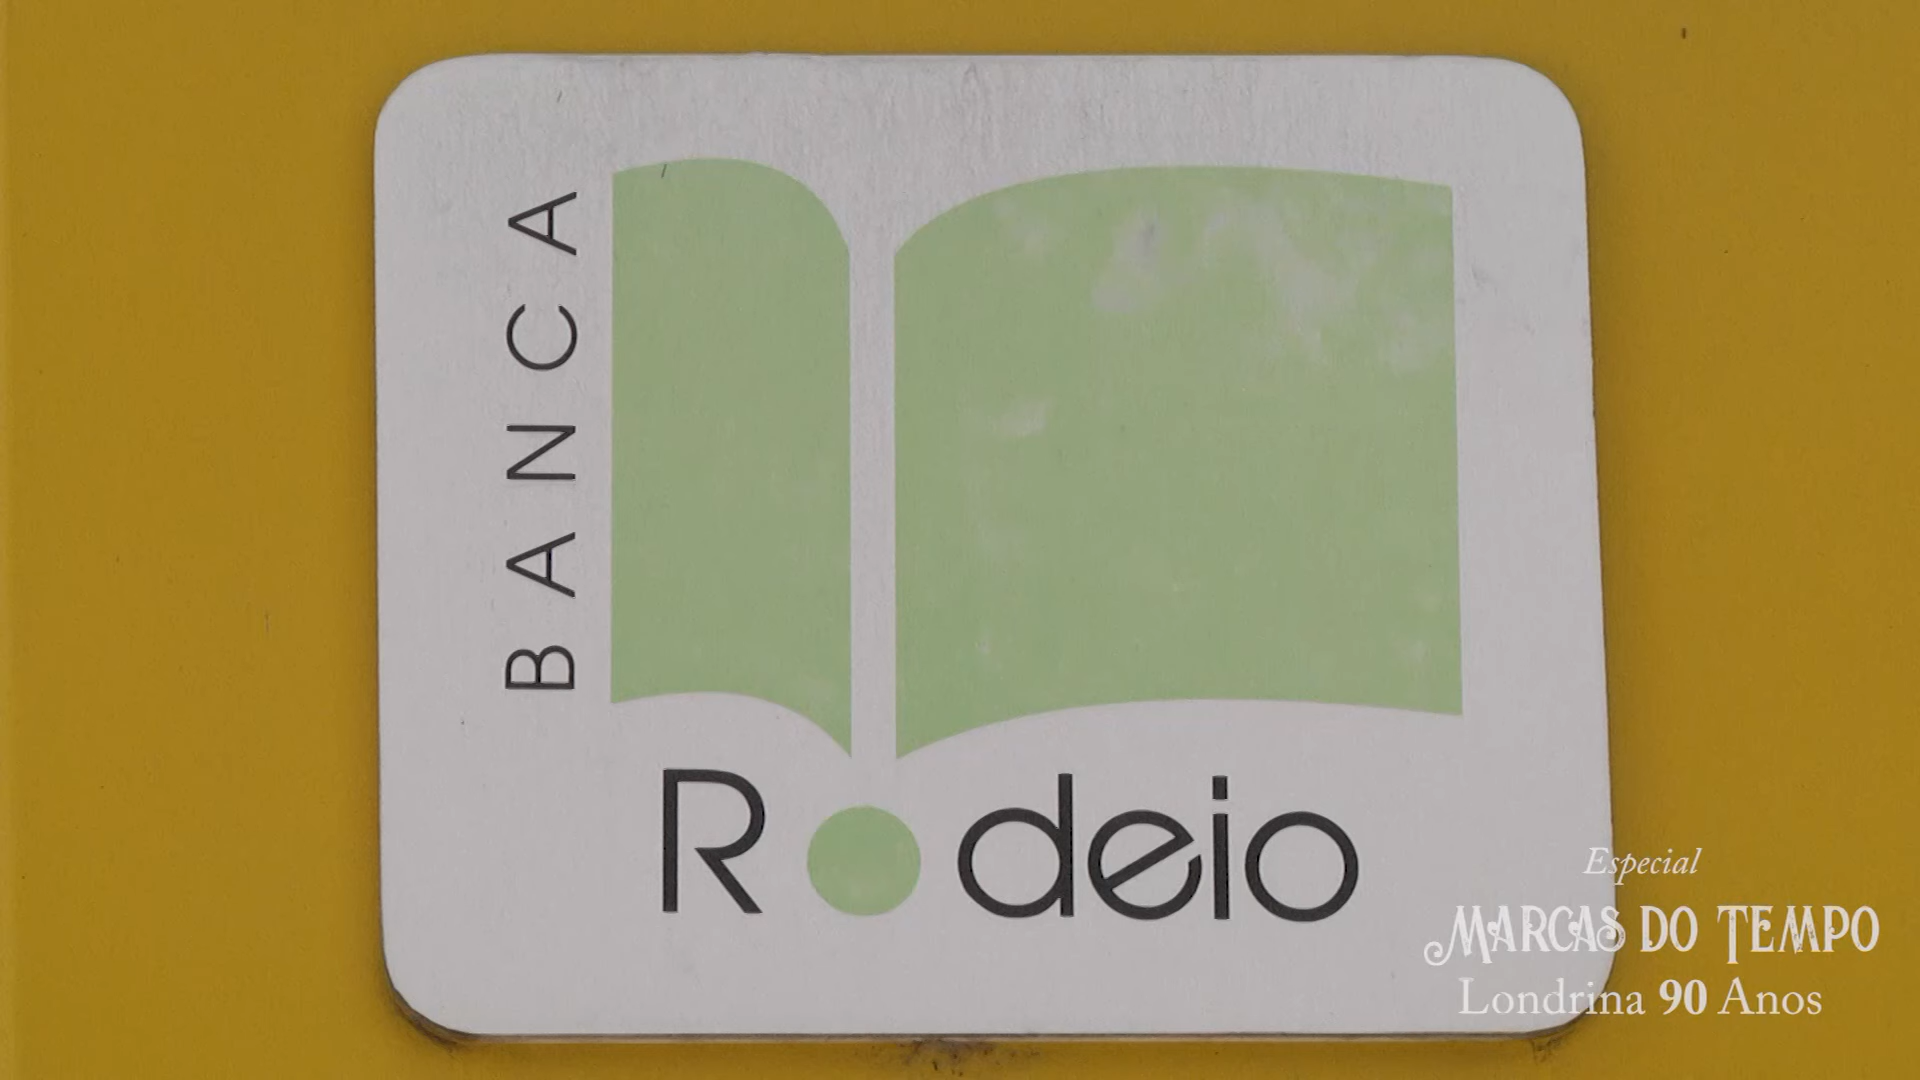 BANCA
Rodeio
Especial
MARCAS DO TEMPO
Londrina 90 Anos